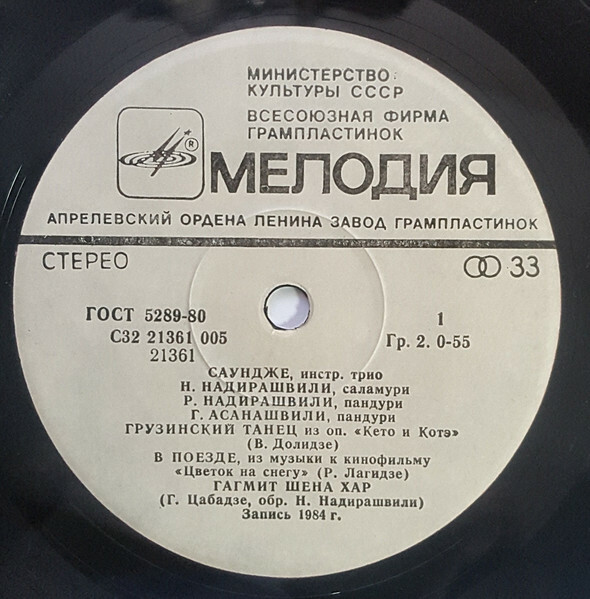 МИНИСТЕРСТВО
КУЛЬТУРЫ СССР
ВСЕСОЮЗНАЯ ФИРМА
ГРАМПЛАСТИНОК
®
МЕЛОДИЯ
АПРЕЛЕВСКИЙ ОРДЕНА ЛЕНИНА ЗАВОД ГРАМПЛАСТИНОК
СТЕРЕО
33
ГОСТ 5289-80
1
С32 21361 005
Гр. 2. 0-55
21361
САУНДЖЕ, инстр. трио
Н. НАДИРАШВИЛИ, саламури
Р. НАДИРАШВИЛИ, пандури
Г. АСАНАШВИЛИ, пандури
ГРУЗИНСКИЙ ТАНЕЦ из оп. «Кето и Котэ»
(В. Долидзе)
В ПОЕЗДЕ, из музыки к кинофильму
«Цветок на снегу» (Р. Лагидзе)
ГАГМИТ ШЕНА ХАР
(Г. Цабадзе, обр. Н. Надирашвили)
Запись 1984 г.